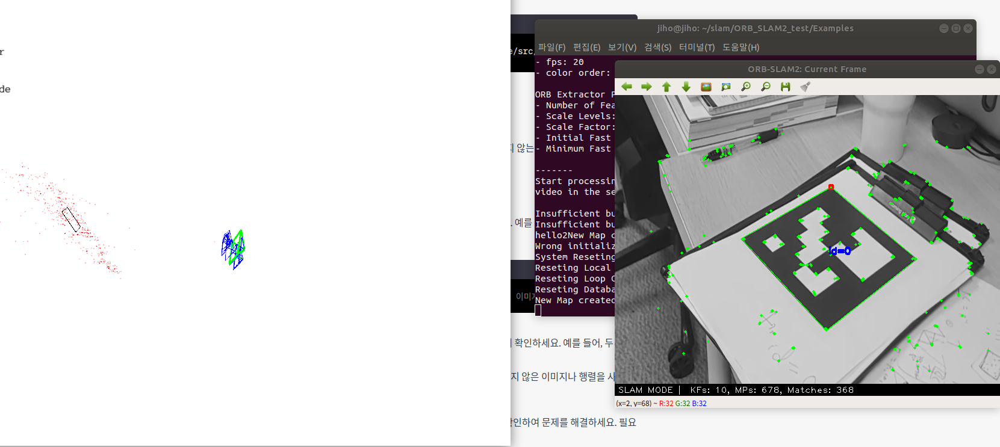 r
de
e/src,
지 않는
. 예를
이미지
확인하세요. 예를 들어, 두
지 않은 이미지나 행렬을 사
확인하여 문제를 해결하세요. 필요
jiho@jiho: ~/slam/ORB_SLAM2_test/Examples
파일(F) 편집(E) 보기(V) 검색(S) 터미널(T) 도움말(H)
- fps: 20
- color order:
ORB Extractor P
- Number of Fea
- Scale Levels:
- Scale Factor:
- Initial Fast
- Minimum Fast
-------
Start processin
video in the se
Insufficient bu
Insufficient bu
hello2New Map c
Wrong initializ
System Reseting
Reseting Local
Reseting Loop C
Reseting Databa
New Map created
ORB-SLAM2: Current Frame
id=0
SLAM MODE | KFs: 10, MPs: 678, Matches: 368
(x=2, y=68) ~ R:32 G:32 B:32